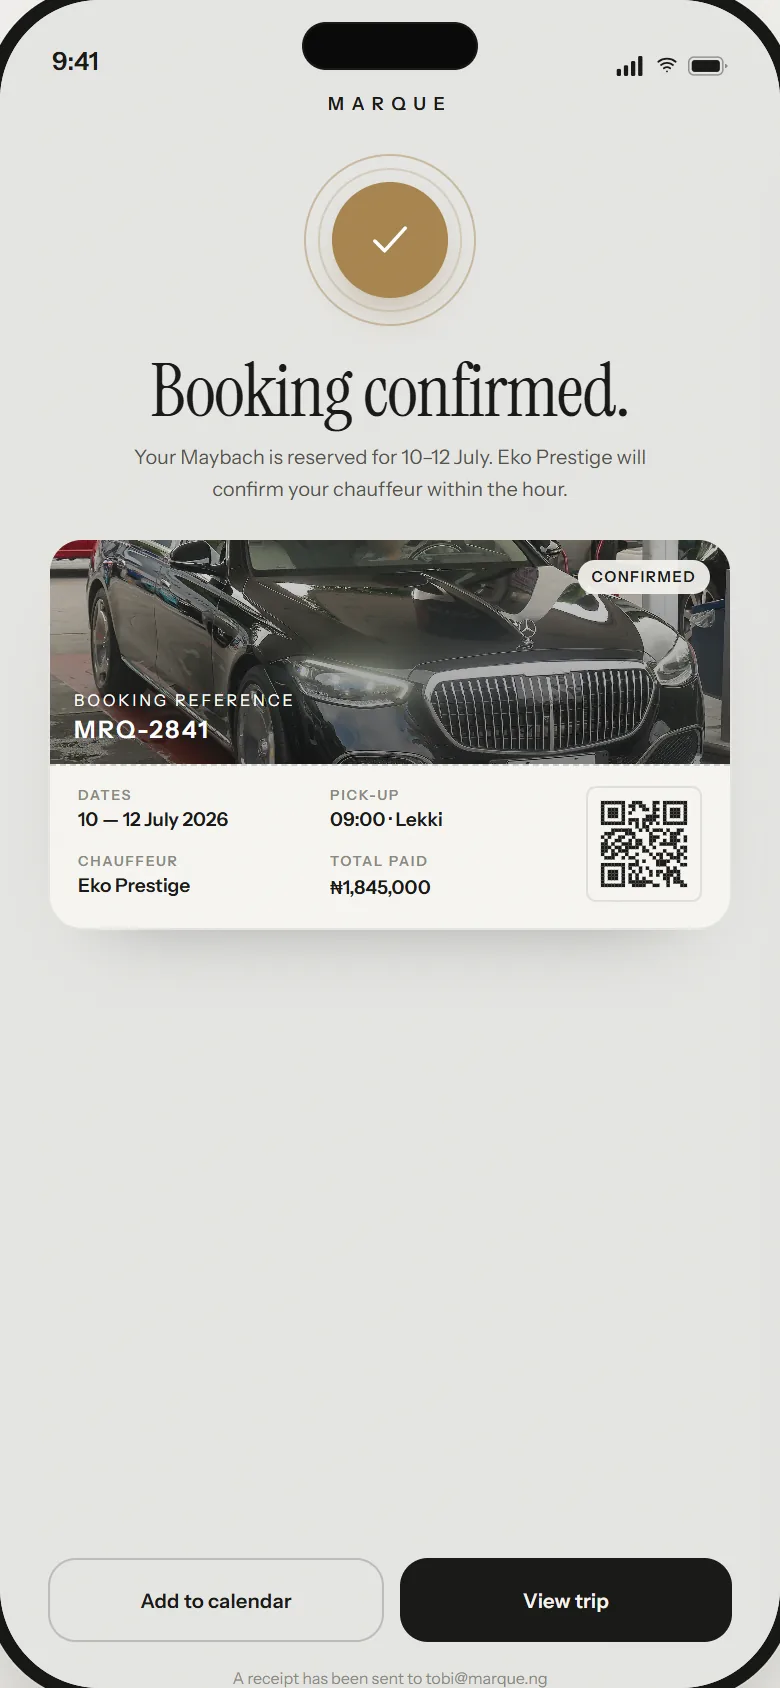 9:41
MARQUE
Booking confirmed.
Your Maybach is reserved for 10–12 July. Eko Prestige will
confirm your chauffeur within the hour.
CONFIRMED
BOOKING REFERENCE
MRQ-2841
DATES
10 — 12 July 2026
PICK-UP
09:00 · Lekki
CHAUFFEUR
Eko Prestige
TOTAL PAID
₦1,845,000
Add to calendar
View trip
A receipt has been sent to tobi@marque.ng